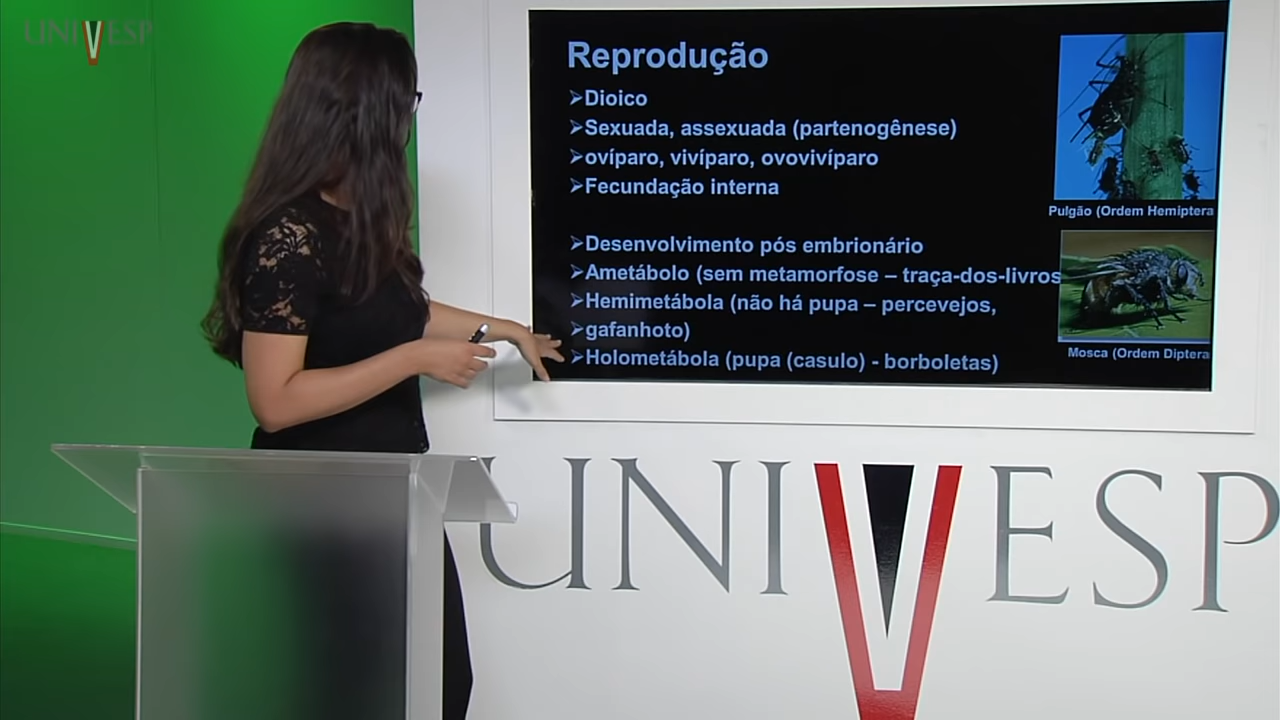 UNIVESP
Reprodução
➢Dioico
➢Sexuada, assexuada (partenogênese)
➢ovíparo, vivíparo, ovovivíparo
➢Fecundação interna
➢Desenvolvimento pós embrionário
➢Ametábolo (sem metamorfose – traça-dos-livros
➢Hemimetábola (não há pupa – percevejos,
➢gafanhoto)
➢Holometábola (pupa (casulo) - borboletas)
Pulgão (Ordem Hemiptera
Mosca (Ordem Diptera
UNIVESP